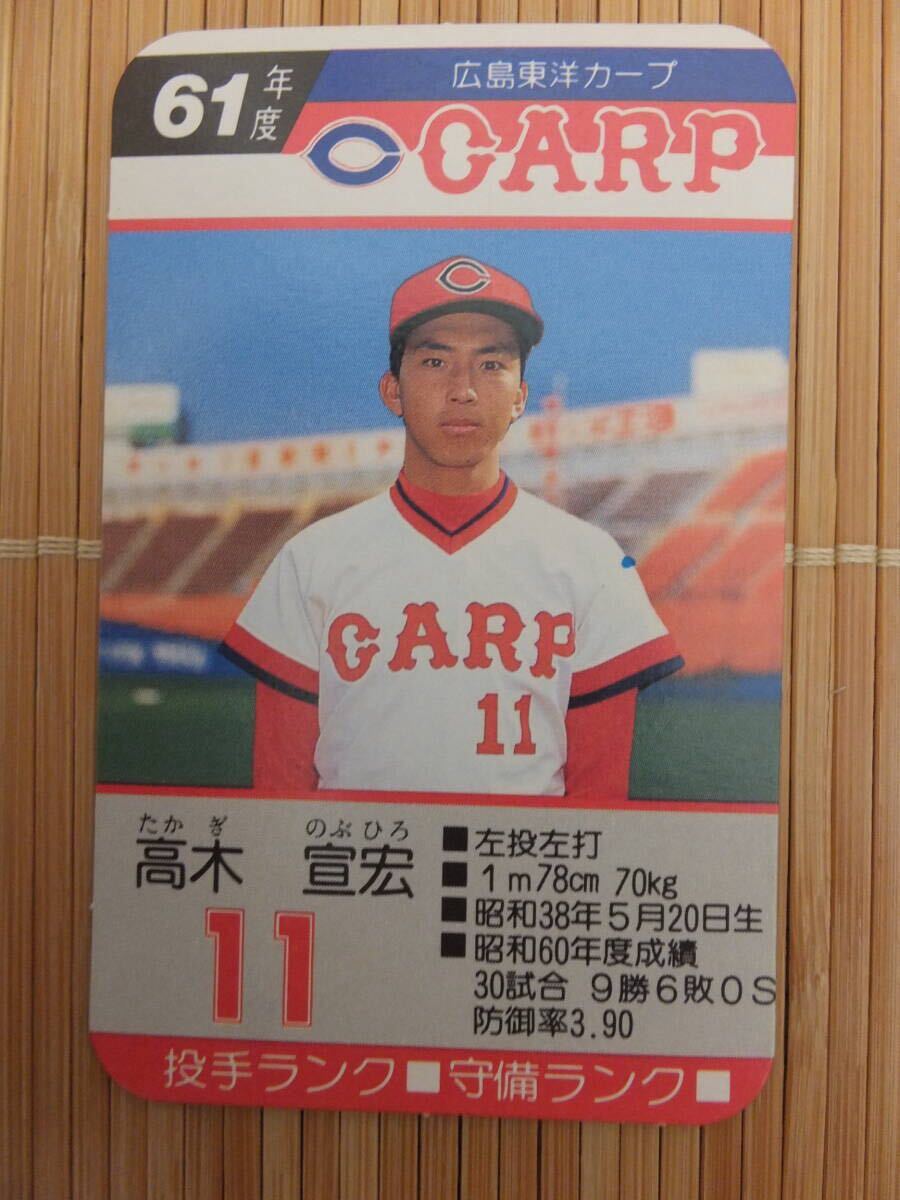 61年度
広島東洋カープ
C CARP
C
CARP
11
たか ぎ のぶ ひろ
高木 宣宏
11
■左投左打
■1m78cm 70kg
■昭和38年5月20日生
■昭和60年度成績
30試合 9勝6敗0S
防御率3.90
投手ランク□守備ランク□